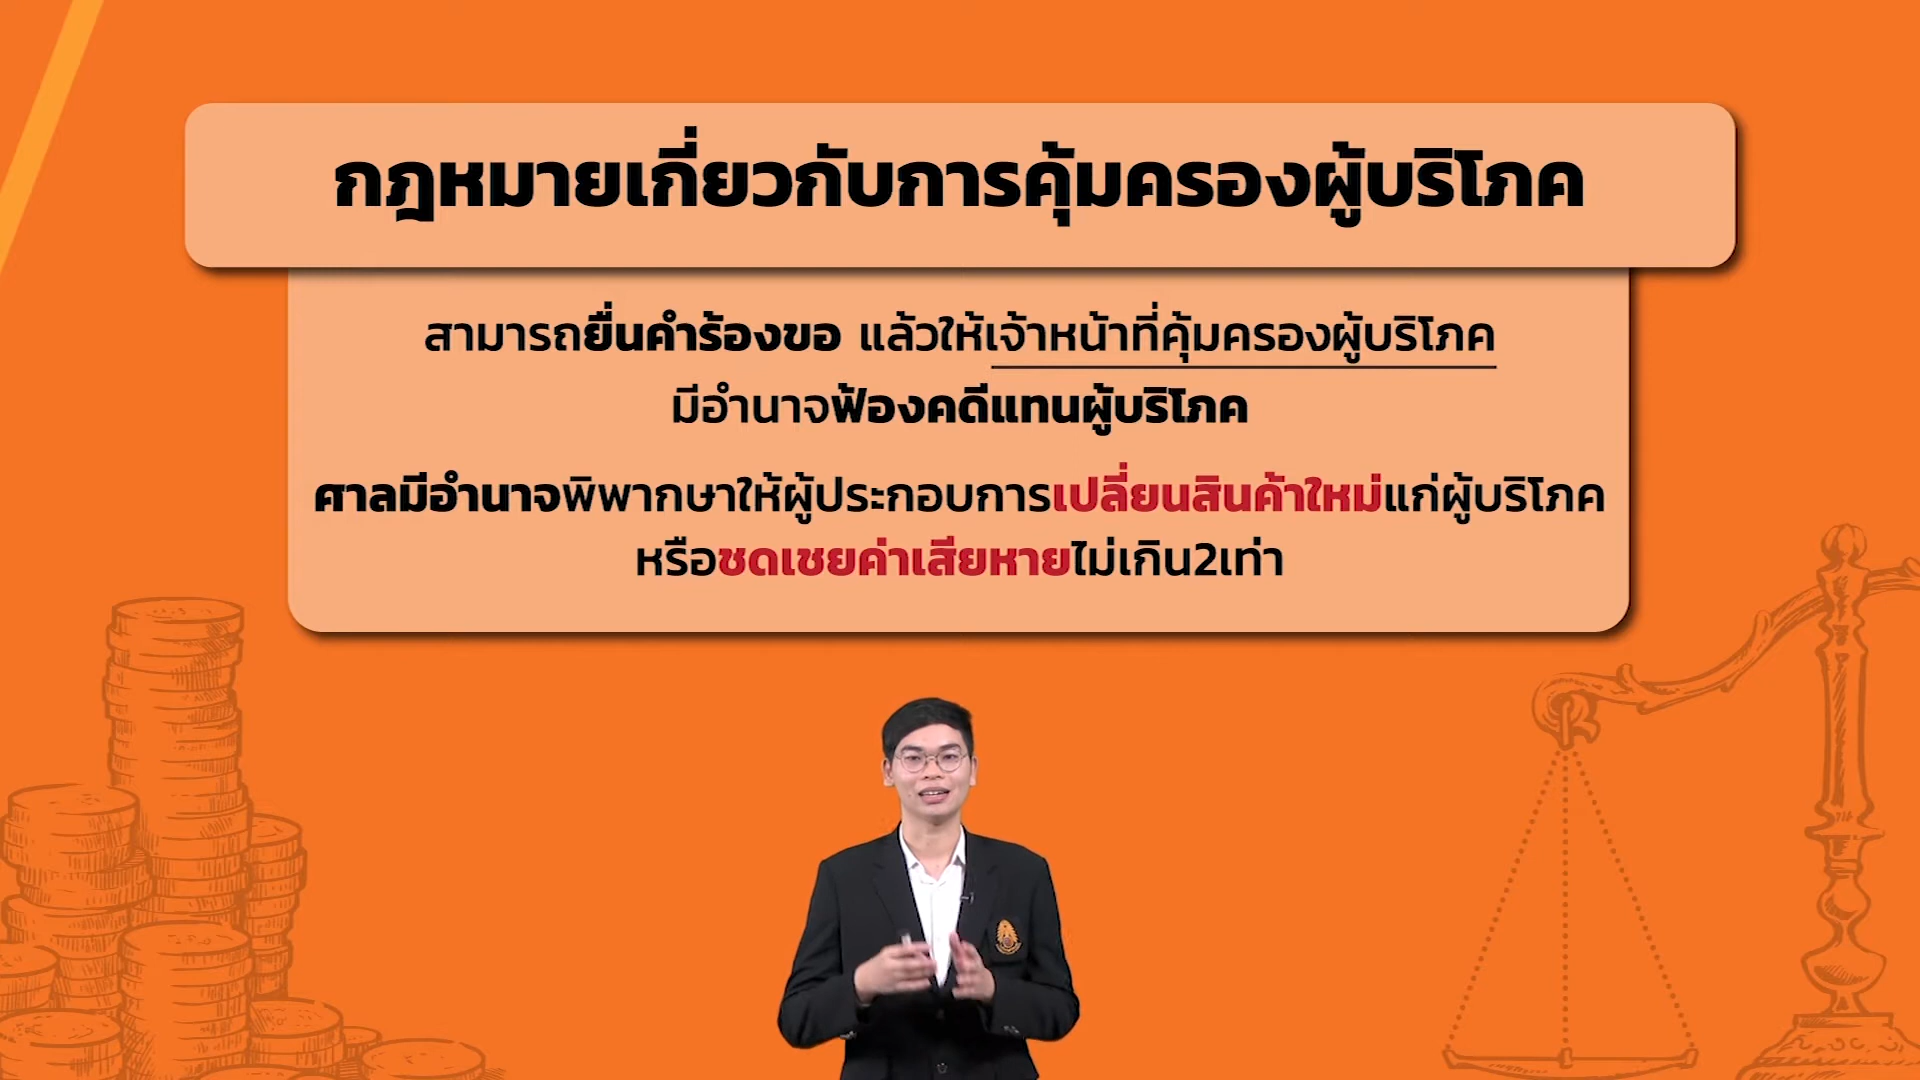 กฎหมายเกี่ยวกับการคุ้มครองผู้บริโภค
สามารถยื่นคำร้องขอ แล้วให้เจ้าหน้าที่คุ้มครองผู้บริโภค
มีอำนาจฟ้องคดีแทนผู้บริโภค
ศาลมีอำนาจพิพากษาให้ผู้ประกอบการเปลี่ยนสินค้าใหม่แก่ผู้บริโภค
หรือชดเชยค่าเสียหายไม่เกิน2เท่า